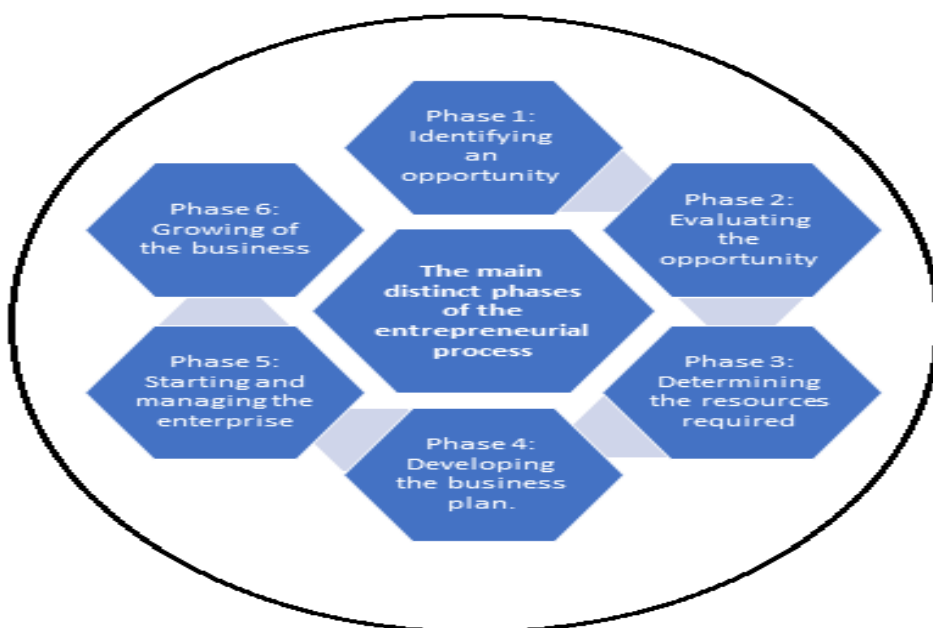 Phase 1:
Identifying
an
opportunity
Phase 2:
Evaluating
the
opportunity
Phase 3:
Determining
the resources
required
Phase 4:
Developing
the business
plan.
Phase 5:
Starting and
managing the
enterprise
Phase 6:
Growing of
the business
The main
distinct phases
of the
entrepreneurial
process